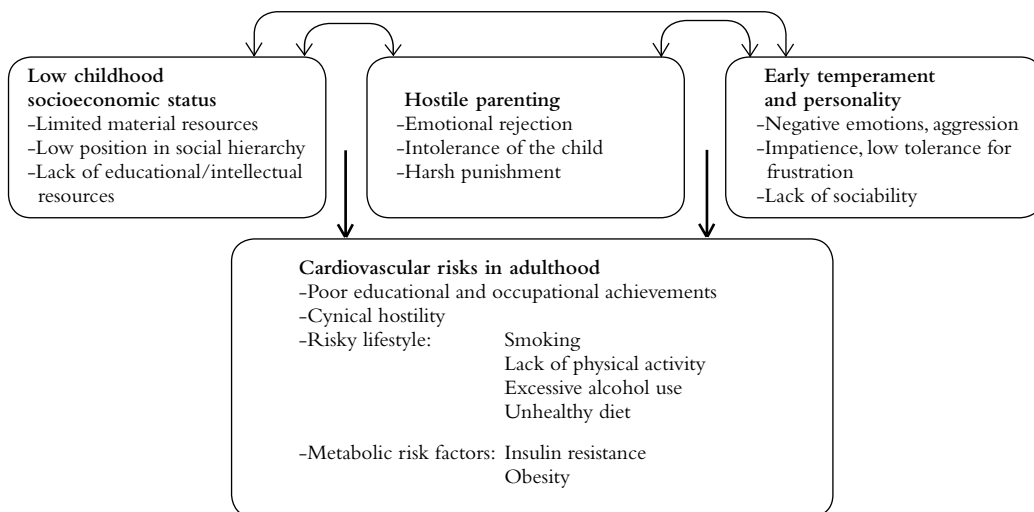 Low childhood
socioeconomic status
-Limited material resources
-Low position in social hierarchy
-Lack of educational/intellectual
resources
Hostile parenting
-Emotional rejection
-Intolerance of the child
-Harsh punishment
Early temperament
and personality
-Negative emotions, aggression
-Impatience, low tolerance for
frustration
-Lack of sociability
Cardiovascular risks in adulthood
-Poor educational and occupational achievements
-Cynical hostility
-Risky lifestyle: Smoking
Lack of physical activity
Excessive alcohol use
Unhealthy diet
-Metabolic risk factors: Insulin resistance
Obesity